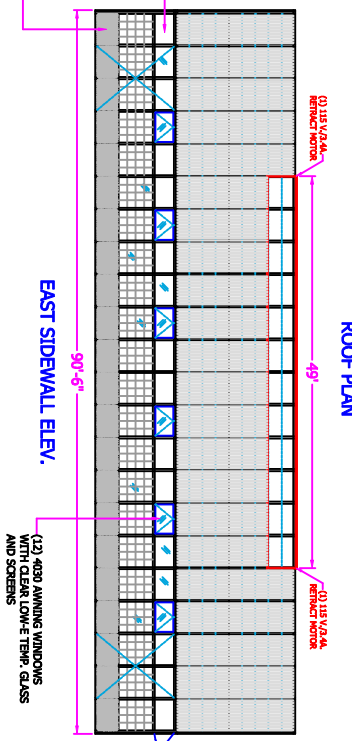 ROOF PLAN
(1) 115 V./3.4A.
RETRACT MOTOR
49'
(1) 115 V./3.4A.
RETRACT MOTOR
90'-6"
EAST SIDEWALL ELEV.
(12) 4030 AWNING WINDOWS
WITH CLEAR LOW-E TEMP. GLASS
AND SCREENS